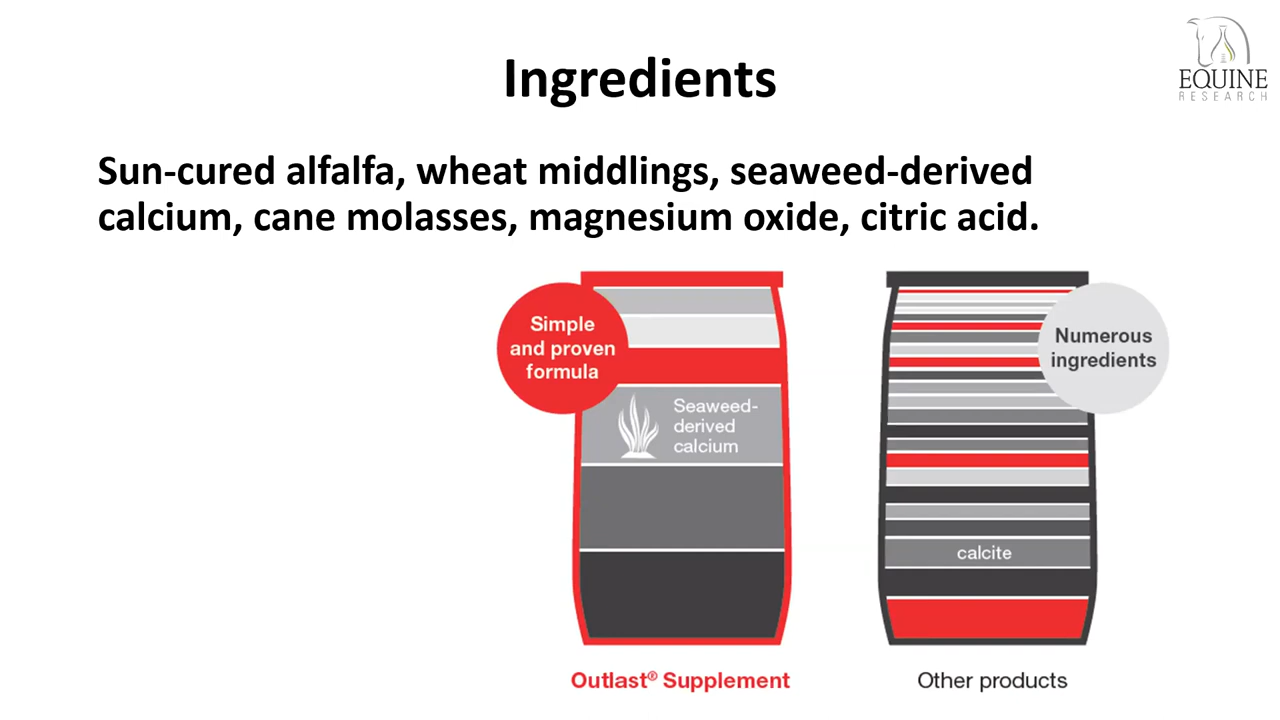 EQUINE
RESEARCH
Ingredients
Sun-cured alfalfa, wheat middlings, seaweed-derived
calcium, cane molasses, magnesium oxide, citric acid.
Simple
and proven
formula
Seaweed-
derived
calcium
Numerous
ingredients
calcite
Outlast® Supplement
Other products